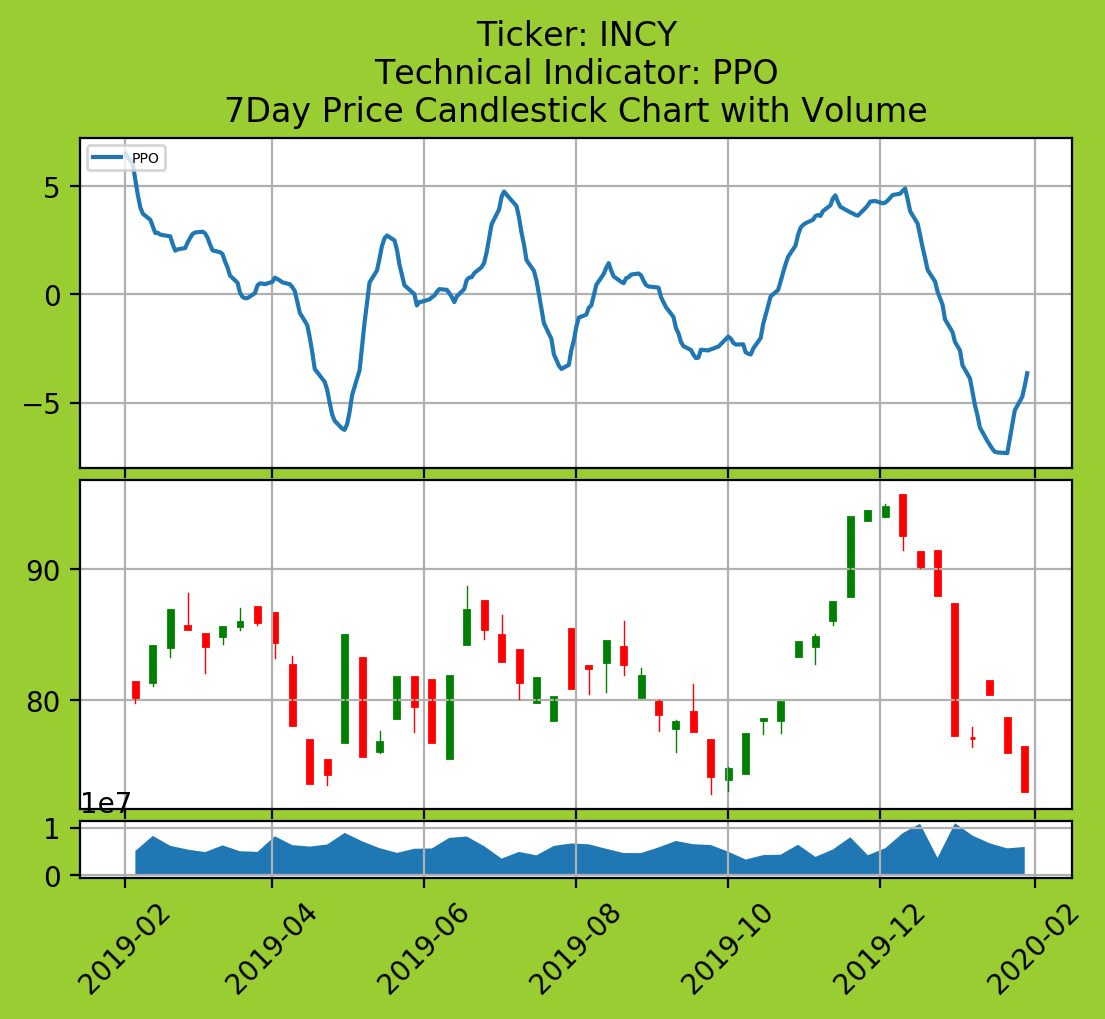 Ticker: INCY
Technical Indicator: PPO
7Day Price Candlestick Chart with Volume
PPO
5
0
−5
90
80
1e7
1
0
2019-02 2019-04 2019-06 2019-08 2019-10 2019-12 2020-02